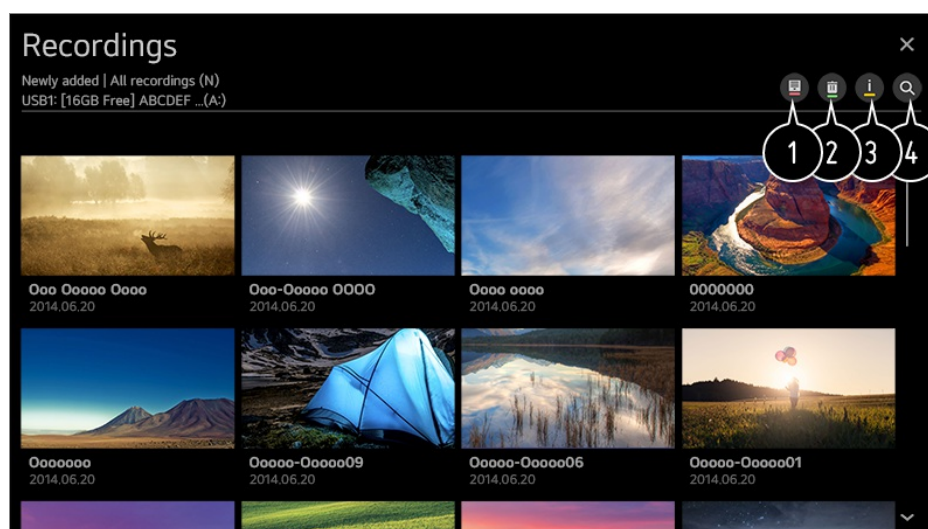 Recordings
Newly added | All recordings (N)
USB1: [16GB Free] ABCDEF ...(A:)
1 2 3 4
Ooo Ooooo Oooo
2014.06.20
Ooo-Ooooo OOOO
2014.06.20
Oooo oooo
2014.06.20
0000000
2014.06.20
Ooooooo
2014.06.20
Ooooo-Ooooo09
2014.06.20
Ooooo-Ooooo06
2014.06.20
Ooooo-Ooooo01
2014.06.20